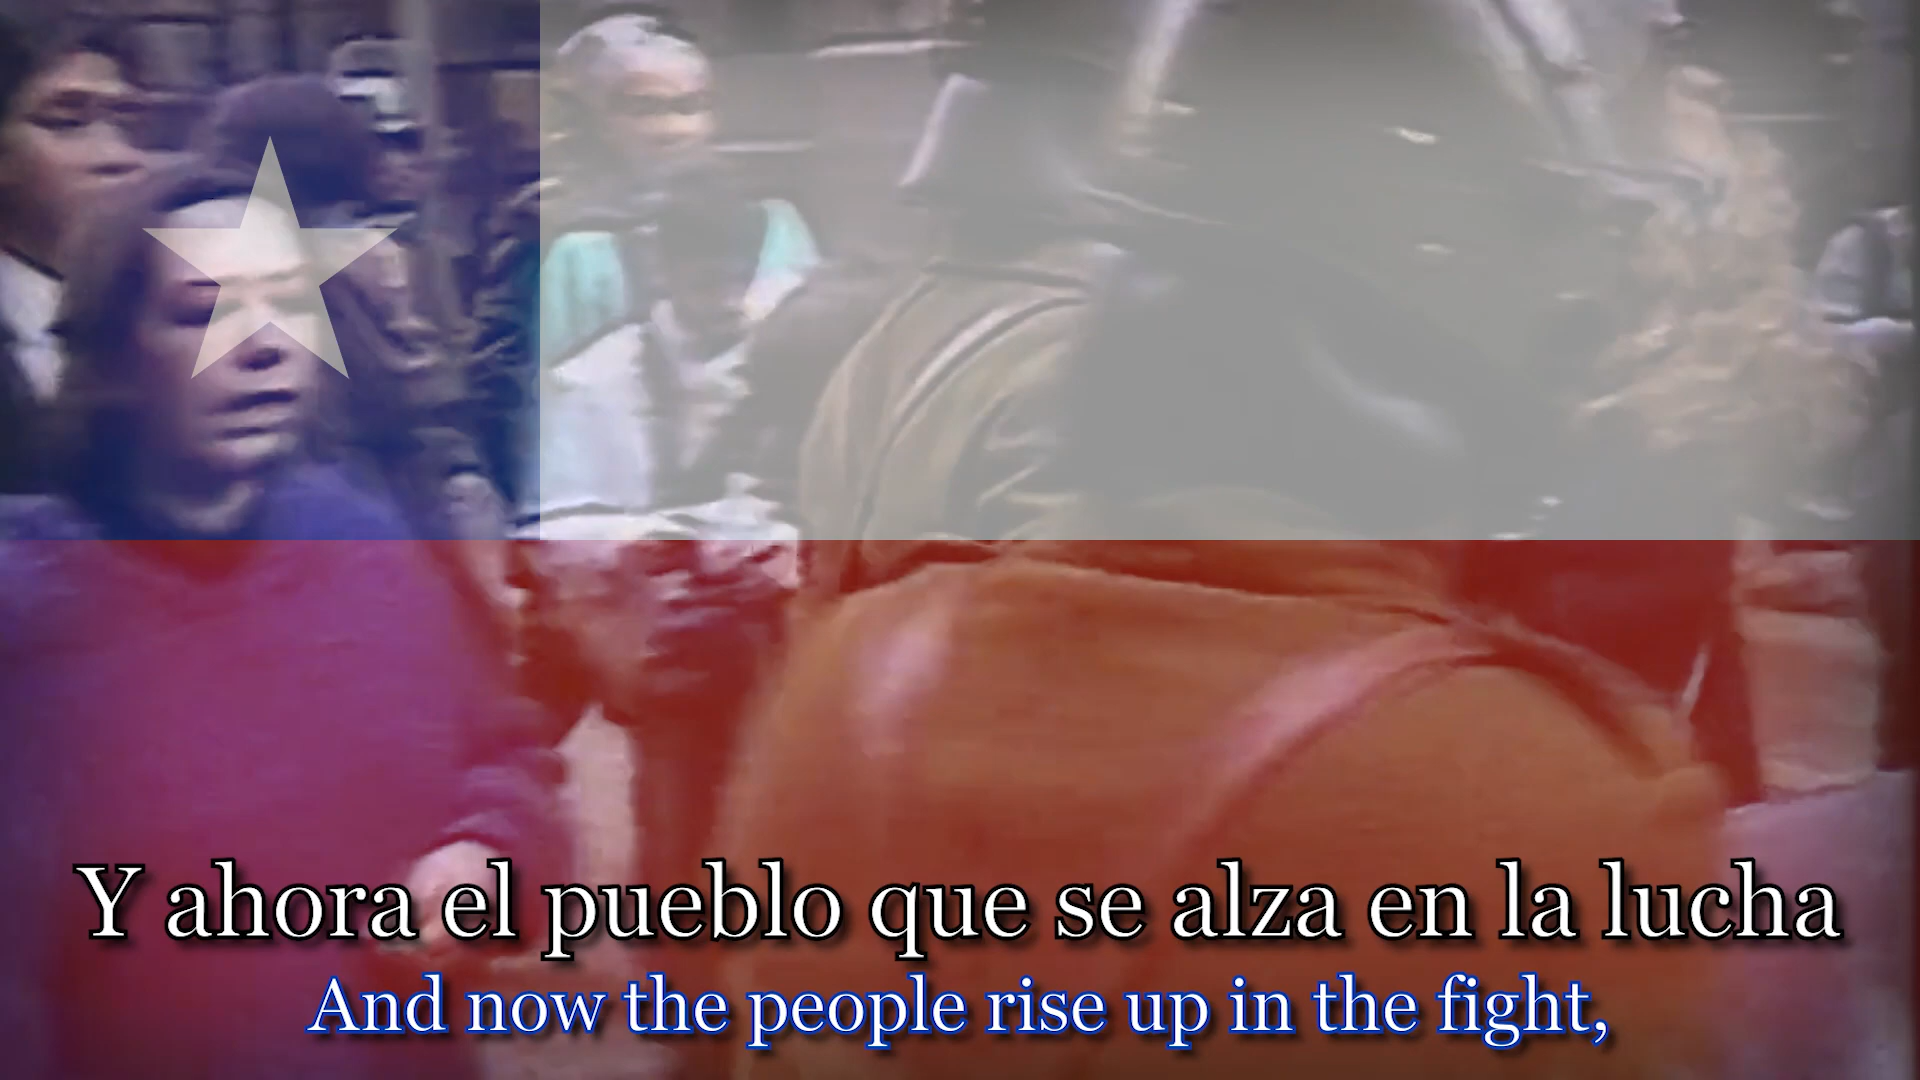 Y ahora el pueblo que se alza en la lucha
And now the people rise up in the fight,